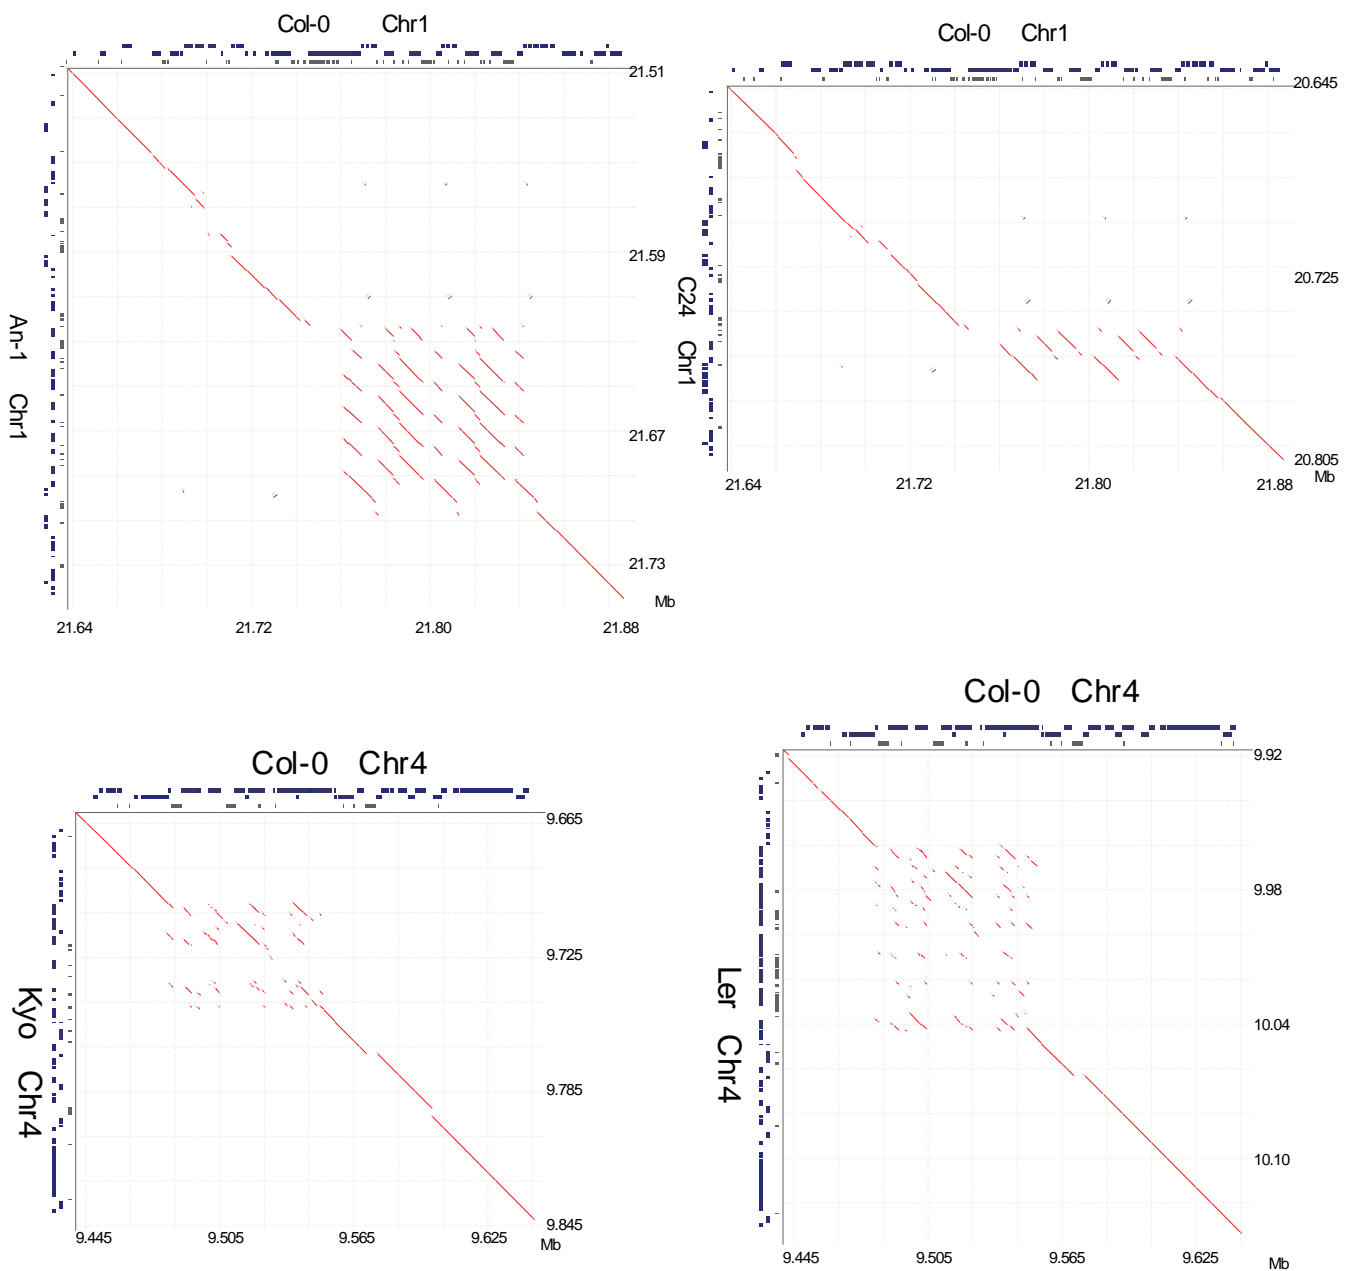 Col-0 Chr1
21.51
21.59
21.67
21.73
Mb
21.64 21.72 21.80 21.88
An-1 Chr1
Col-0 Chr1
20.645
20.725
20.805
Mb
21.64 21.72 21.80 21.88
C24 Chr1
Col-0 Chr4
9.665
9.725
9.785
9.845
Mb
9.445 9.505 9.565 9.625
Kyo Chr4
Col-0 Chr4
9.92
9.98
10.04
10.10
9.445 9.505 9.565 9.625 Mb
Ler Chr4